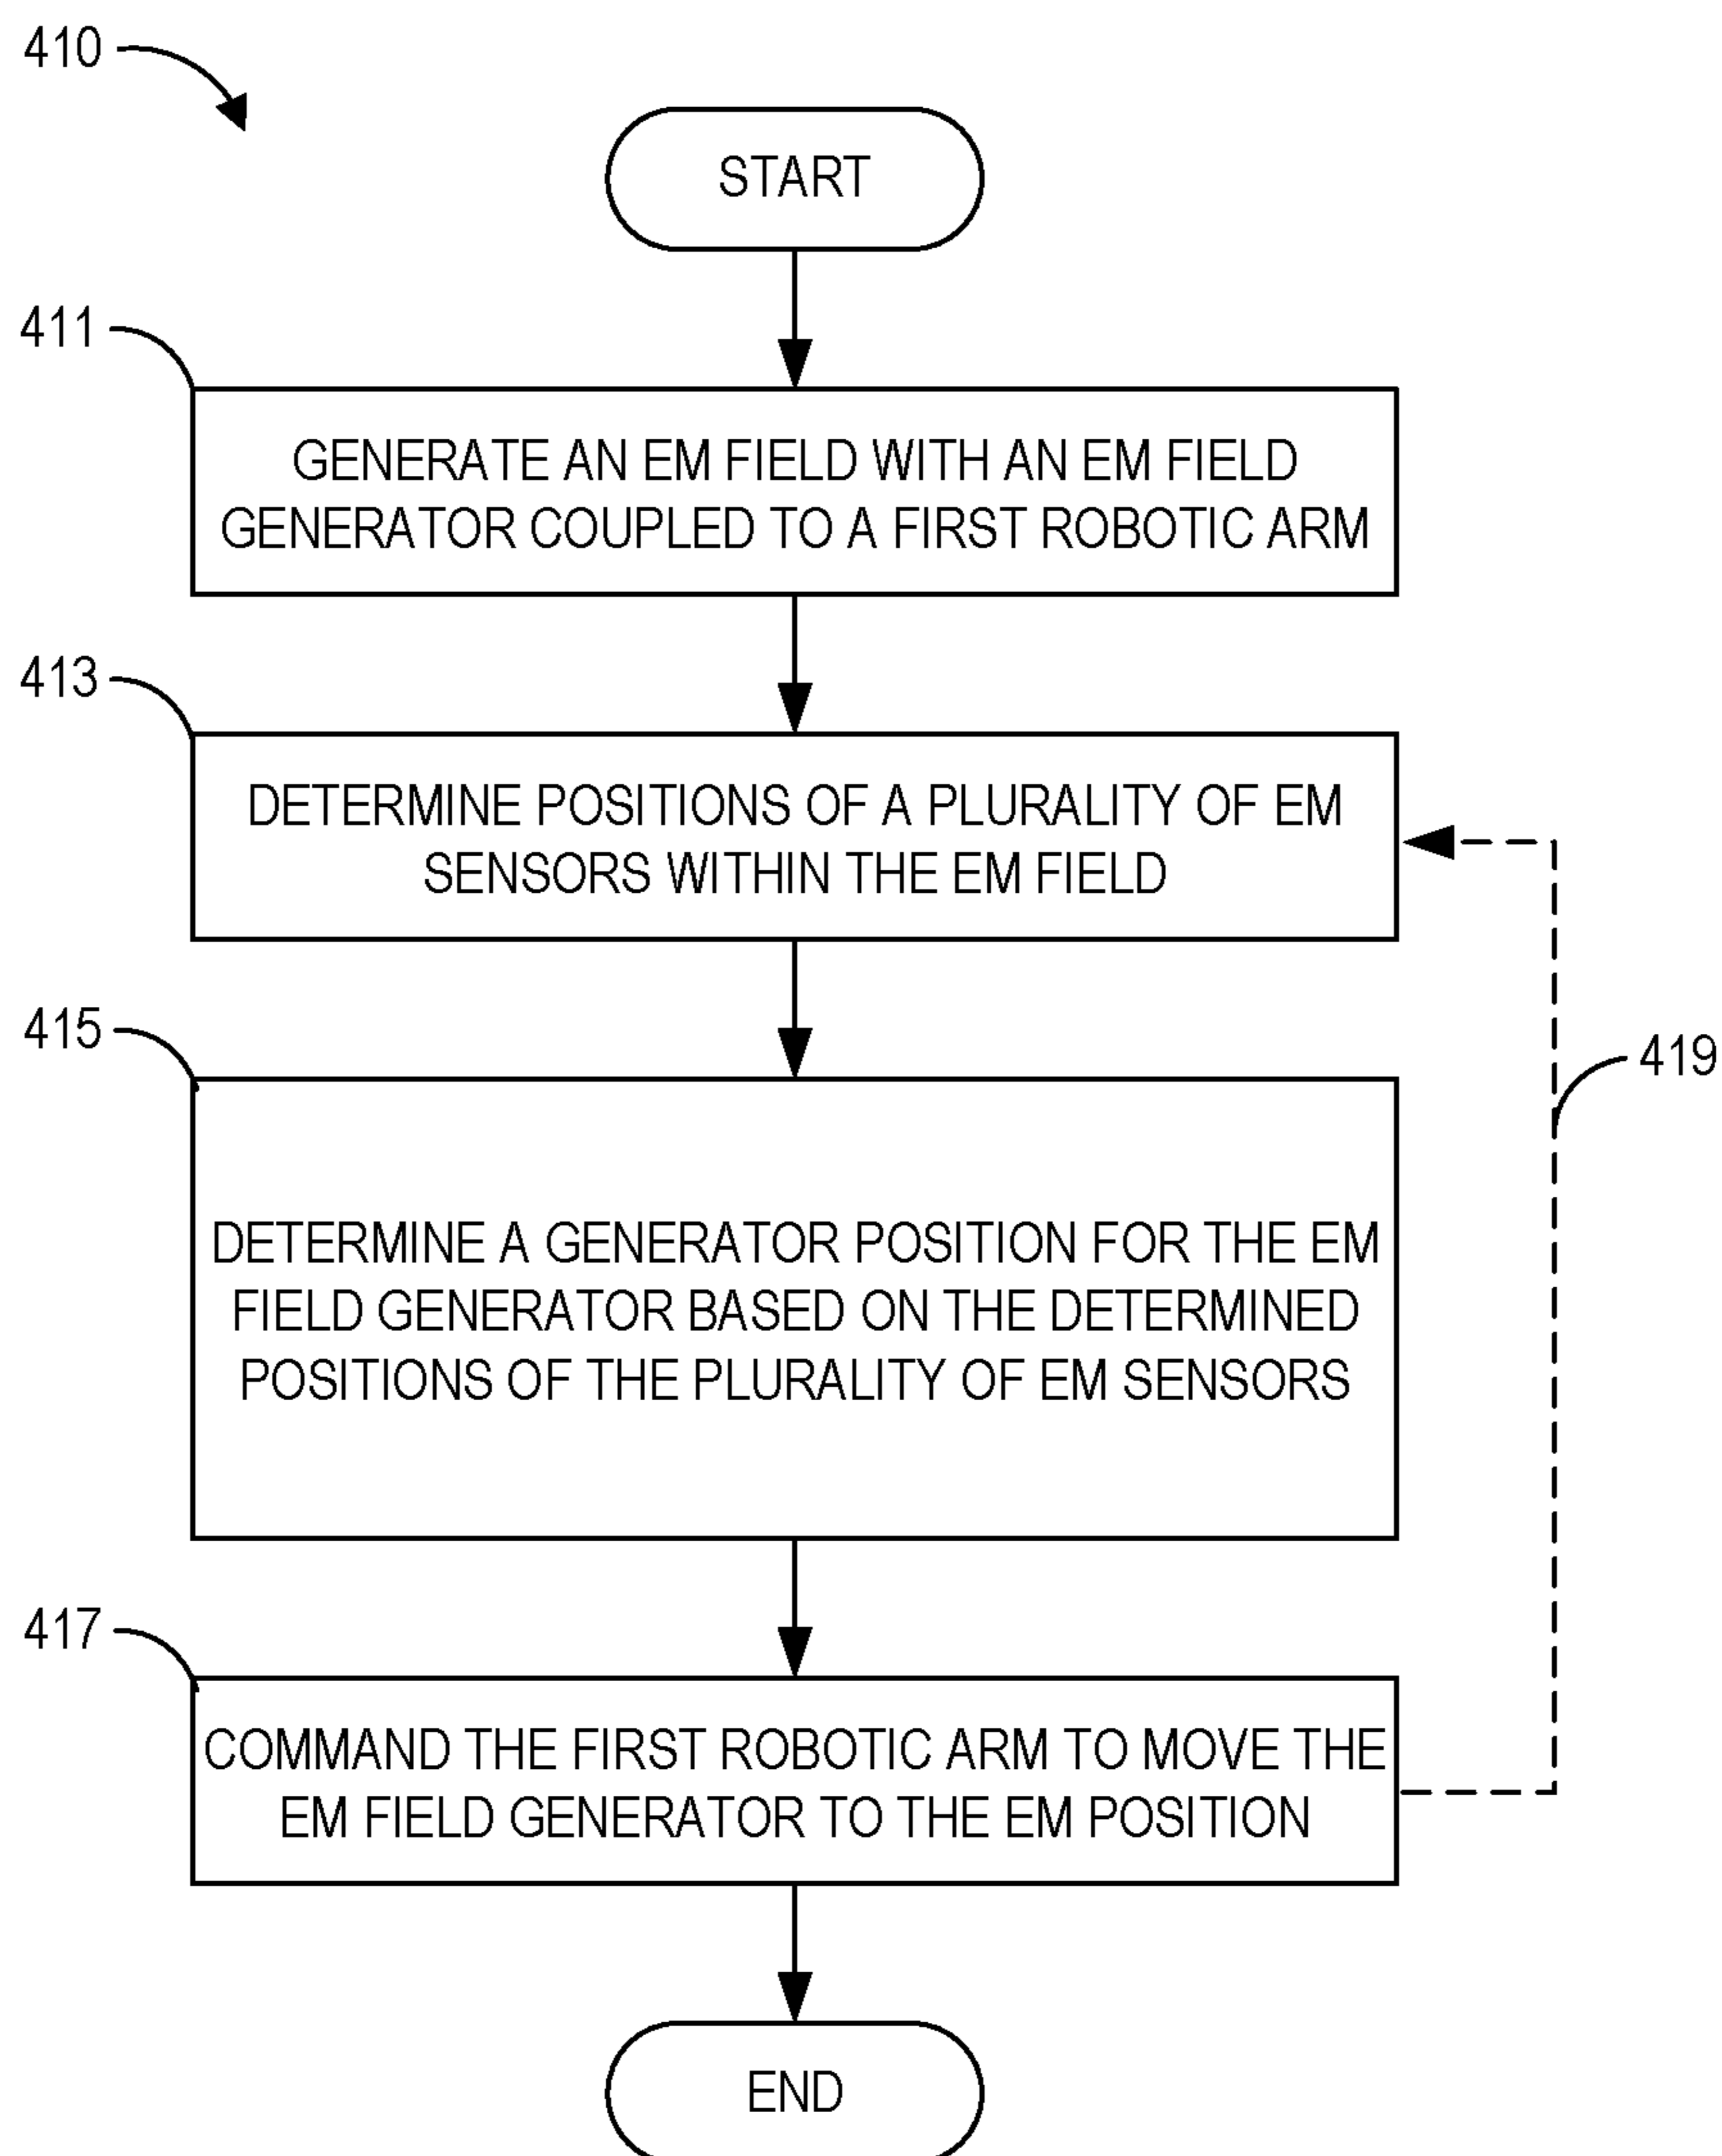 410
START
411
GENERATE AN EM FIELD WITH AN EM FIELD
GENERATOR COUPLED TO A FIRST ROBOTIC ARM
413
DETERMINE POSITIONS OF A PLURALITY OF EM
SENSORS WITHIN THE EM FIELD
415
419
DETERMINE A GENERATOR POSITION FOR THE EM
FIELD GENERATOR BASED ON THE DETERMINED
POSITIONS OF THE PLURALITY OF EM SENSORS
417
COMMAND THE FIRST ROBOTIC ARM TO MOVE THE
EM FIELD GENERATOR TO THE EM POSITION
END